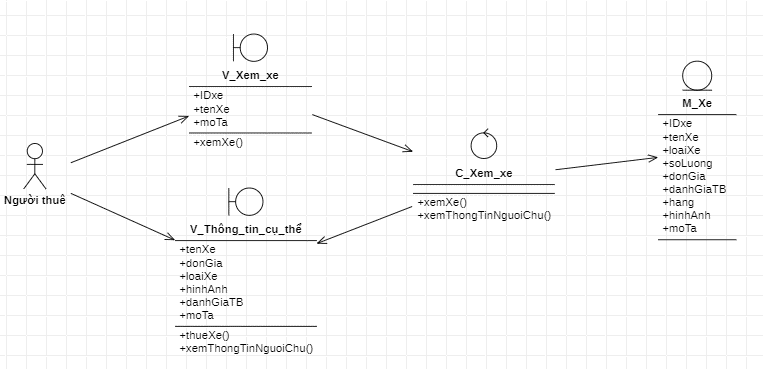 V_Xem_xe
+IDxe
+tenXe
+moTa
+xemXe()
Người thuê
V_Thông_tin_cụ_thể
+tenXe
+donGia
+loaiXe
+hinhAnh
+danhGiaTB
+moTa
+thueXe()
+xemThongTinNguoiChu()
C_Xem_xe
+xemXe()
+xemThongTinNguoiChu()
M_Xe
+IDxe
+tenXe
+loaiXe
+soLuong
+donGia
+danhGiaTB
+hang
+hinhAnh
+moTa